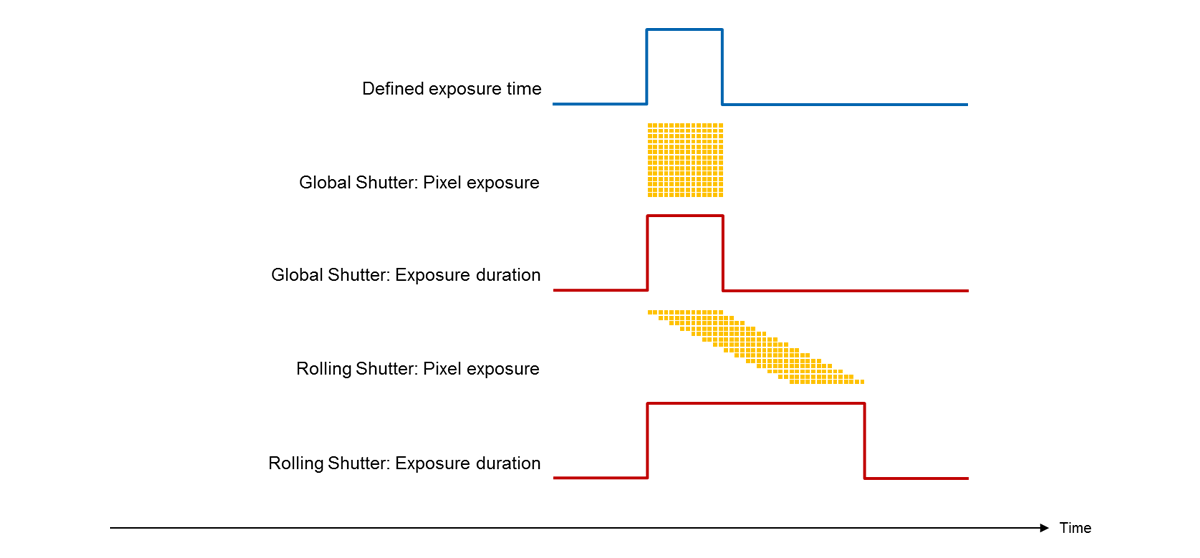 Defined exposure time
Global Shutter: Pixel exposure
Global Shutter: Exposure duration
Rolling Shutter: Pixel exposure
Rolling Shutter: Exposure duration
Time